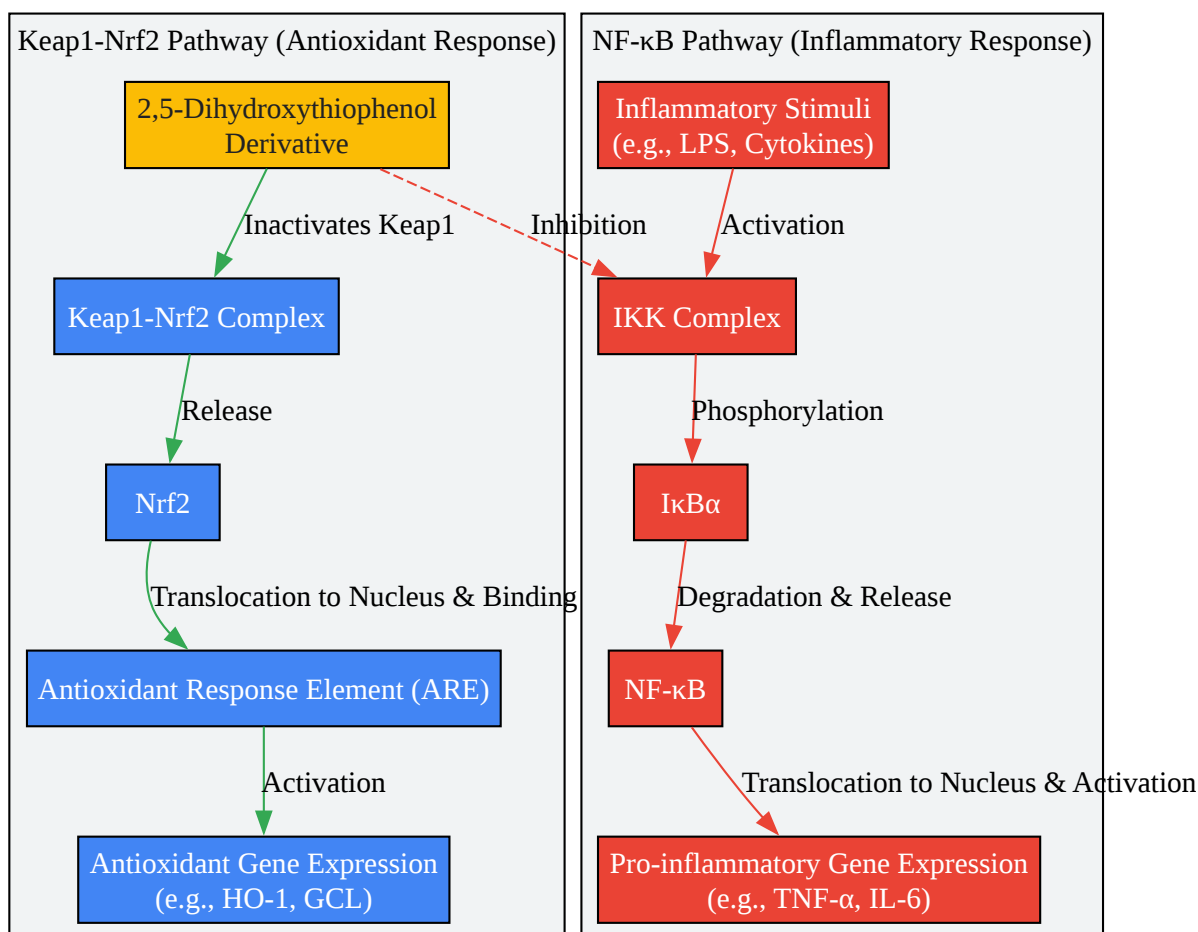 Keap1-Nrf2 Pathway (Antioxidant Response)
2,5-Dihydroxythiophenol
Derivative
Inactivates Keap1
Inhibition
Keap1-Nrf2 Complex
Release
Nrf2
Translocation to Nucleus & Binding
Antioxidant Response Element (ARE)
Activation
Antioxidant Gene Expression
(e.g., HO-1, GCL)
NF-κB Pathway (Inflammatory Response)
Inflammatory Stimuli
(e.g., LPS, Cytokines)
Activation
IKK Complex
Phosphorylation
IκBα
Degradation & Release
NF-κB
Translocation to Nucleus & Activation
Pro-inflammatory Gene Expression
(e.g., TNF-α, IL-6)